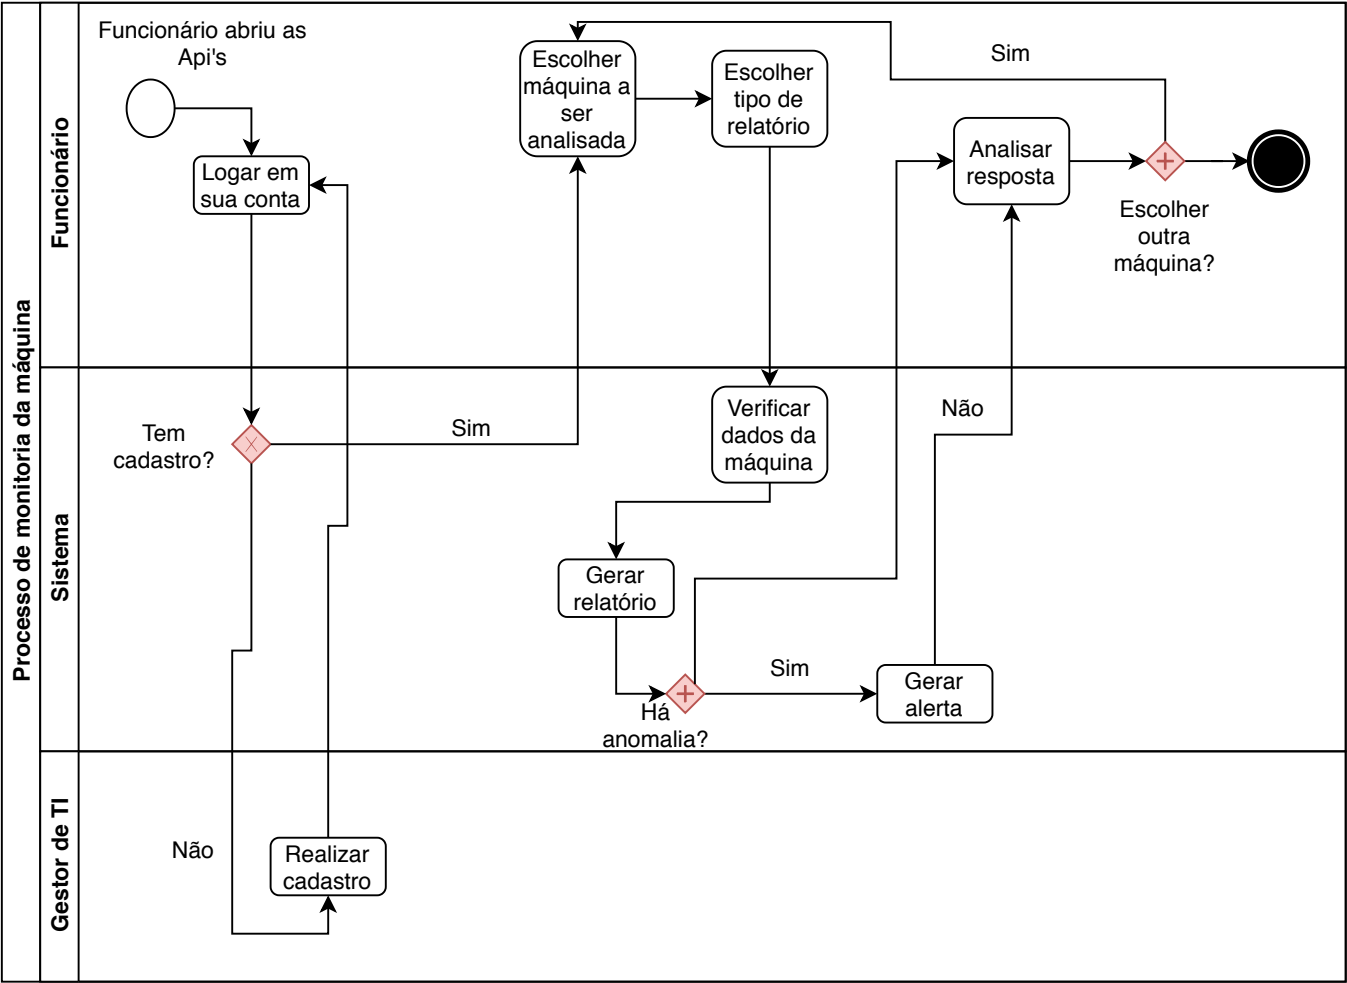 Processo de monitoria da máquina
Funcionário
Funcionário abriu as
Api's
Logar em
sua conta
Escolher
máquina a
ser
analisada
Escolher
tipo de
relatório
Analisar
resposta
Sim
Escolher
outra
máquina?
Sistema
Tem
cadastro?
X
Sim
Verificar
dados da
máquina
Não
Gerar
relatório
Há
anomalia?
Sim
Gerar
alerta
Gestor de TI
Não
Realizar
cadastro